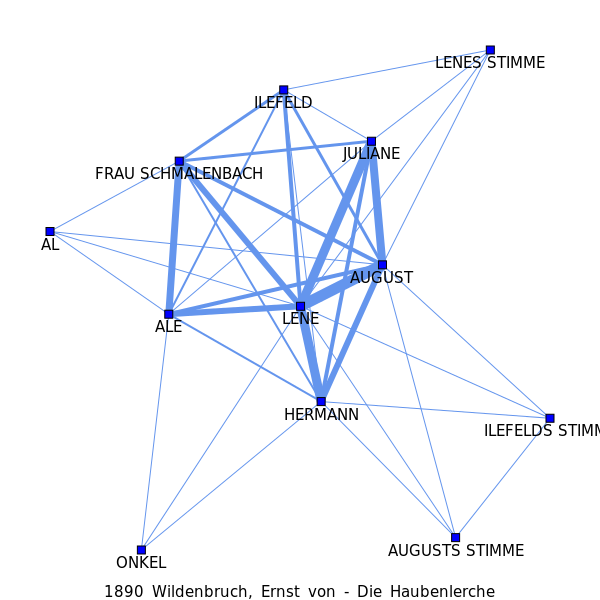 LENES STIMME
ILEFELD
JULIANE
FRAU SCHMALENBACH
AL
AUGUST
LENE
ALE
HERMANN
ILEFELDS STIMM
AUGUSTS STIMME
ONKEL
1890 Wildenbruch, Ernst von - Die Haubenlerche